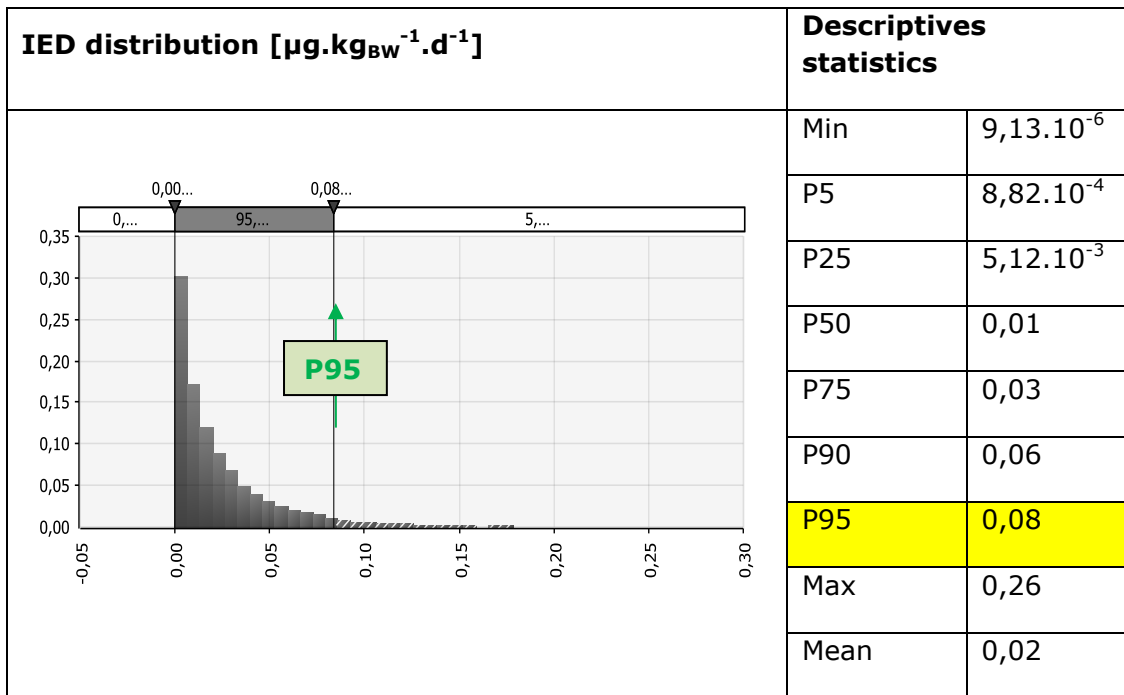 IED distribution [µg.kgBW⁻¹.d⁻¹]
Descriptives
statistics
0,00...
0,08...
0,...
95,...
5,...
0,35
0,30
0,25
0,20
0,15
0,10
0,05
0,00
P95
-0,05
0,00
0,05
0,10
0,15
0,20
0,25
0,30
Min 9,13.10⁻⁶
P5 8,82.10⁻⁴
P25 5,12.10⁻³
P50 0,01
P75 0,03
P90 0,06
P95 0,08
Max 0,26
Mean 0,02